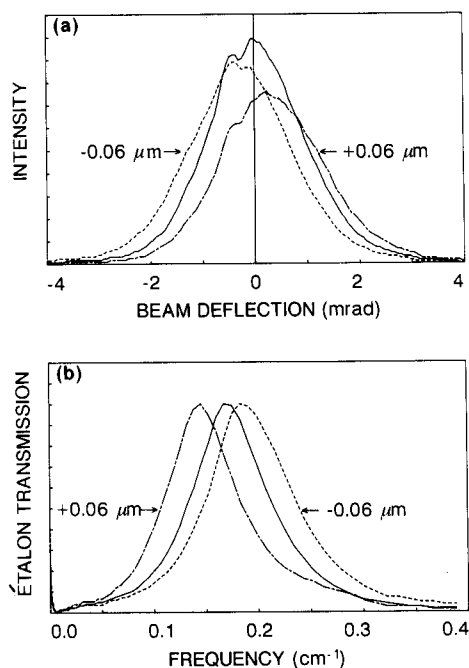 (a)
INTENSITY
-0.06 μm
+0.06 μm
-4 -2 0 2 4
BEAM DEFLECTION (mrad)
(b)
ÉTALON TRANSMISSION
+0.06 μm
-0.06 μm
0.0 0.1 0.2 0.3 0.4
FREQUENCY (cm⁻¹)